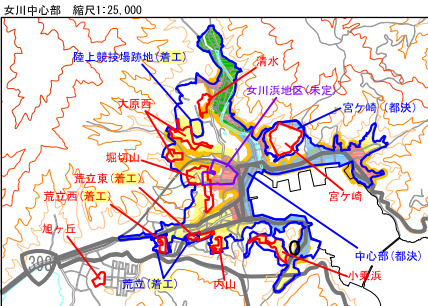 女川中心部　縮尺1:25,000
陸上競技場跡地(着工)
清水
女川浜地区(未定)
大原西
宮ケ崎（都決）
堀切山
荒立東(着工)
荒立西(着工)
宮ケ崎
旭ヶ丘
398
中心部(都決)
荒立(着工)
内山
小乗浜